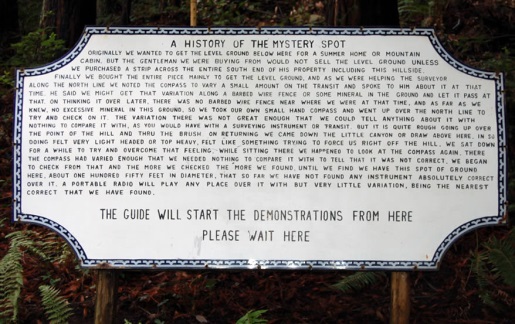 A HISTORY OF THE MYSTERY SPOT
ORIGINALLY WE WANTED TO GET THE LEVEL GROUND BELOW HERE FOR A SUMMER HOME OR MOUNTAIN
CABIN, BUT THE GENTLEMAN WE WERE BUYING FROM WOULD NOT SELL THE LEVEL GROUND UNLESS
WE PURCHASED A STRIP ACROSS THE ENTIRE SOUTH END OF HIS PROPERTY INCLUDING THIS HILLSIDE.
FINALLY WE BOUGHT THE ENTIRE PIECE MAINLY TO GET THE LEVEL GROUND, AND AS WE WERE HELPING THE SURVEYOR
ALONG THE NORTH LINE WE NOTED THE COMPASS TO VARY A SMALL AMOUNT ON THE TRANSIT AND SPOKE TO HIM ABOUT IT AT THAT
TIME. HE SAID WE MIGHT GET THAT VARIATION ALONG A BARBED WIRE FENCE OR SOME MINERAL IN THE GROUND AND LET IT PASS AT
THAT. ON THINKING IT OVER LATER, THERE WAS NO BARBED WIRE FENCE NEAR WHERE WE WERE AT THAT TIME, AND AS FAR AS WE
KNEW, NO EXCESSIVE MINERAL IN THIS GROUND. SO WE TOOK OUR OWN SMALL HAND COMPASS AND WENT UP OVER THE NORTH LINE TO
TRY AND CHECK ON IT. THE VARIATION THERE WAS NOT GREAT ENOUGH THAT WE COULD TELL ANYTHING ABOUT IT WITH
NOTHING TO COMPARE IT WITH, AS YOU WOULD HAVE WITH A SURVEYING INSTRUMENT OR TRANSIT. BUT IT IS QUITE ROUGH GOING UP OVER
THE POINT OF THE HILL AND THRU THE BRUSH ON RETURNING WE CAME DOWN THE LITTLE CANYON OR DRAW ABOVE HERE, IN SO
DOING FELT VERY LIGHT HEADED OR TOP HEAVY, FELT LIKE SOMETHING TRYING TO FORCE US RIGHT OFF THE HILL. WE SAT DOWN
FOR A WHILE TO TRY AND OVERCOME THAT FEELING; WHILE SITTING THERE WE HAPPENED TO LOOK AT THE COMPASS AGAIN. THERE
THE COMPASS HAD VARIED ENOUGH THAT WE NEEDED NOTHING TO COMPARE IT WITH TO TELL THAT IT WAS NOT CORRECT. WE BEGAN
TO CHECK FROM THAT AND THE MORE WE CHECKED THE MORE WE FOUND, UNTIL WE FIND WE HAVE THIS SPOT OF GROUND
HERE, ABOUT ONE HUNDRED FIFTY FEET IN DIAMETER, THAT SO FAR WE HAVE NOT FOUND ANY INSTRUMENT ABSOLUTELY CORRECT
OVER IT. A PORTABLE RADIO WILL PLAY ANY PLACE OVER IT WITH BUT VERY LITTLE VARIATION, BEING THE NEAREST
CORRECT THAT WE HAVE FOUND.
THE GUIDE WILL START THE DEMONSTRATIONS FROM HERE
PLEASE WAIT HERE